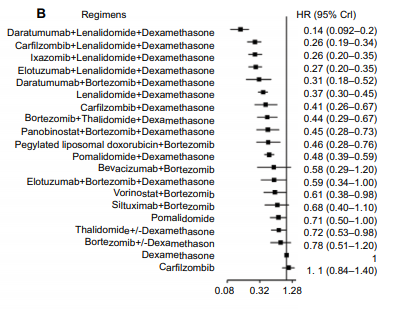 B Regimens HR (95% CrI)
Daratumumab+Lenalidomide+Dexamethasone 0.14 (0.092–0.2)
Carfilzombib+Lenalidomide+Dexamethasone 0.26 (0.19–0.34)
Ixazomib+Lenalidomide+Dexamethasone 0.26 (0.20–0.35)
Elotuzumab+Lenalidomide+Dexamethasone 0.27 (0.20–0.35)
Daratumumab+Bortezomib+Dexamethasone 0.31 (0.18–0.52)
Lenalidomide+Dexamethasone 0.37 (0.30–0.45)
Carfilzombib+Dexamethasone 0.41 (0.26–0.67)
Bortezomib+Thalidomide+Dexamethasone 0.44 (0.29–0.67)
Panobinostat+Bortezomib+Dexamethasone 0.45 (0.28–0.73)
Pegylated liposomal doxorubicin+Bortezomib 0.46 (0.28–0.76)
Pomalidomide+Dexamethasone 0.48 (0.39–0.59)
Bevacizumab+Bortezomib 0.58 (0.29–1.20)
Elotuzumab+Bortezomib+Dexamethasone 0.59 (0.34–1.00)
Vorinostat+Bortezomib 0.61 (0.38–0.98)
Siltuximab+Bortezomib 0.68 (0.40–1.10)
Pomalidomide 0.71 (0.50–1.00)
Thalidomide+/-Dexamethasone 0.72 (0.53–0.98)
Bortezomib+/-Dexamethason 0.78 (0.51–1.20)
Dexamethasone 1
Carfilzombib 1. 1 (0.84–1.40)
0.08 0.32 1.28